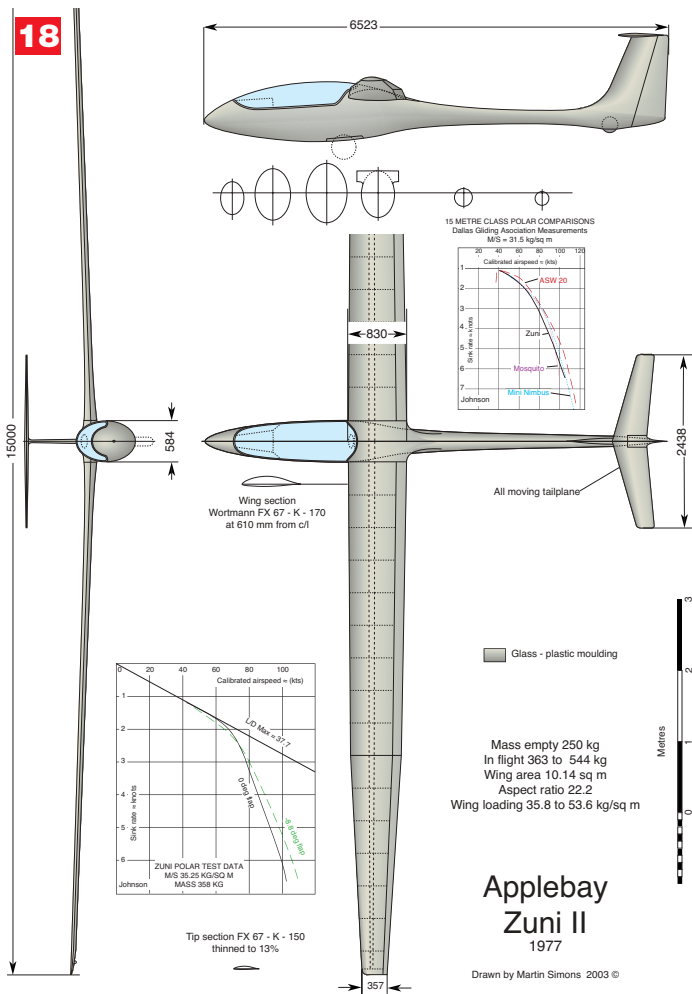 18
6523
15 METRE CLASS POLAR COMPARISONS
Dallas Gliding Asociation Measurements
M/S = 31.5 kg/sq m
20 40 60 80 100 120
Calibrated airspeed ≈ (kts)
1
2
3
4
5
6
7
Sink rate ≈ knots
ASW 20
Zuni
Mosquito
Mini Nimbus
Johnson
830
15000
584
2438
Wing section
Wortmann FX 67 - K - 170
at 610 mm from c/l
All moving tailplane
Glass - plastic moulding
3
2
1
0
Metres
0 20 40 60 80 100
Calibrated airspeed ≈ (kts)
1
2
3
4
5
6
Sink rate ≈ knots
L/D Max ≈ 37.7
0 deg flap
-8.6 deg flap
ZUNI POLAR TEST DATA
M/S 35.25 KG/SQ M
MASS 358 KG
Johnson
Mass empty 250 kg
In flight 363 to 544 kg
Wing area 10.14 sq m
Aspect ratio 22.2
Wing loading 35.8 to 53.6 kg/sq m
Tip section FX 67 - K - 150
thinned to 13%
357
Applebay
Zuni II
1977
Drawn by Martin Simons 2003 ©